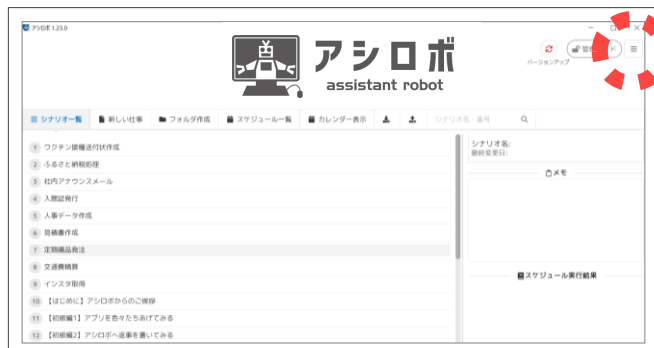 アシロボ 1.23.0
アシロボ
assistant robot
バージョンアップ
シナリオ一覧 新しい仕事 フォルダ作成 スケジュール一覧 カレンダー表示 シナリオ名・番号
シナリオ名:
最終変更日:
メモ
スケジュール実行結果
1 ワクチン接種送付状作成
2 ふるさと納税処理
3 社内アナウンスメール
4 入館証発行
5 人事データ作成
6 見積書作成
7 定期備品発注
8 交通費精算
9 インスタ取得
10 【はじめに】アシロボからのご挨拶
11 【初級編1】アプリを色々たちあげてみる
12 【初級編2】アシロボへ返事を書いてみる